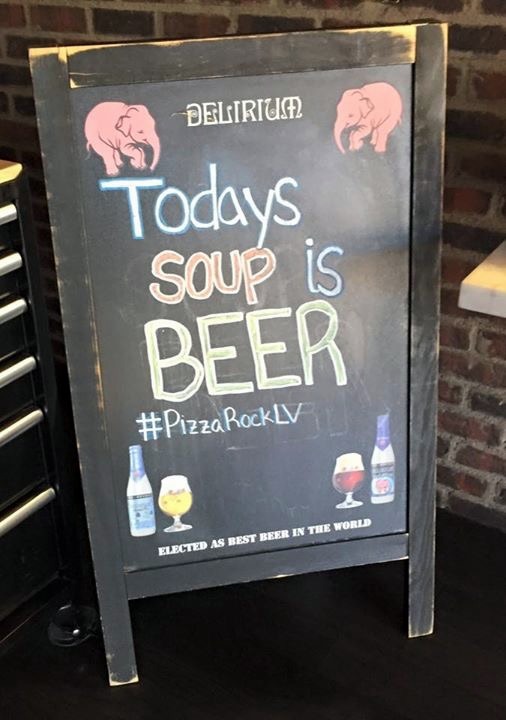 DELIRIUM
Todays
SOUP is
BEER
#PizzaRockLV
ELECTED AS BEST BEER IN THE WORLD